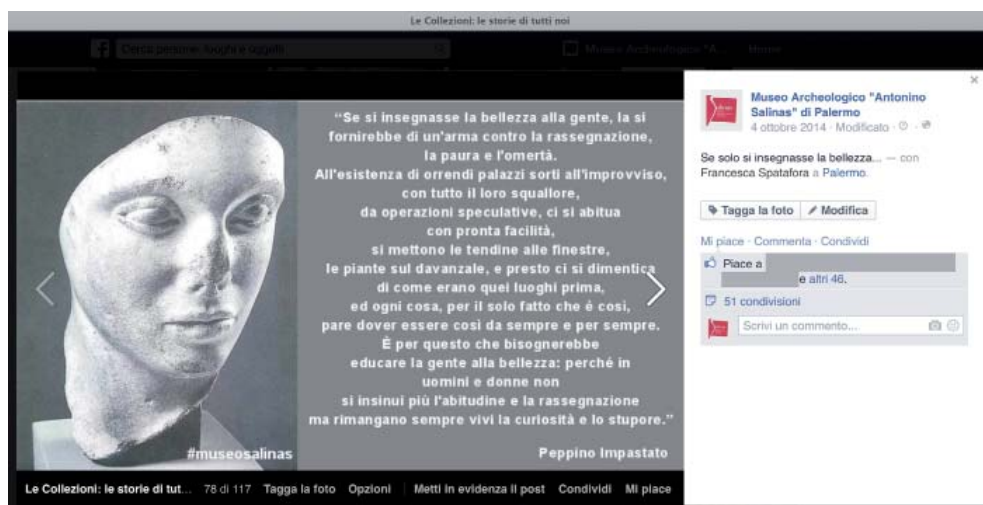 Le Collezioni: le storie di tutti noi
Cerca persone, luoghi e oggetti
Museo Archeologico "A...
Home
"Se si insegnasse la bellezza alla gente, la si
fornirebbe di un'arma contro la rassegnazione,
la paura e l'omertà.
All'esistenza di orrendi palazzi sorti all'improvviso,
con tutto il loro squallore,
da operazioni speculative, ci si abitua
con pronta facilità,
si mettono le tendine alle finestre,
le piante sul davanzale, e presto ci si dimentica
di come erano quei luoghi prima,
ed ogni cosa, per il solo fatto che é così,
pare dover essere così da sempre e per sempre.
È per questo che bisognerebbe
educare la gente alla bellezza: perché in
uomini e donne non
si insinui più l'abitudine e la rassegnazione
ma rimangano sempre vivi la curiosità e lo stupore."
Peppino Impastato
#museosalinas
Le Collezioni: le storie di tut... 78 di 117 Tagga la foto Opzioni Metti in evidenza il post Condividi Mi piace
Museo Archeologico "Antonino
Salinas" di Palermo
4 ottobre 2014 · Modificato ·
Se solo si insegnasse la bellezza... — con
Francesca Spatafora a Palermo.
Tagga la foto Modifica
Mi piace · Commenta · Condividi
Piace a
e altri 46.
51 condivisioni
Scrivi un commento...